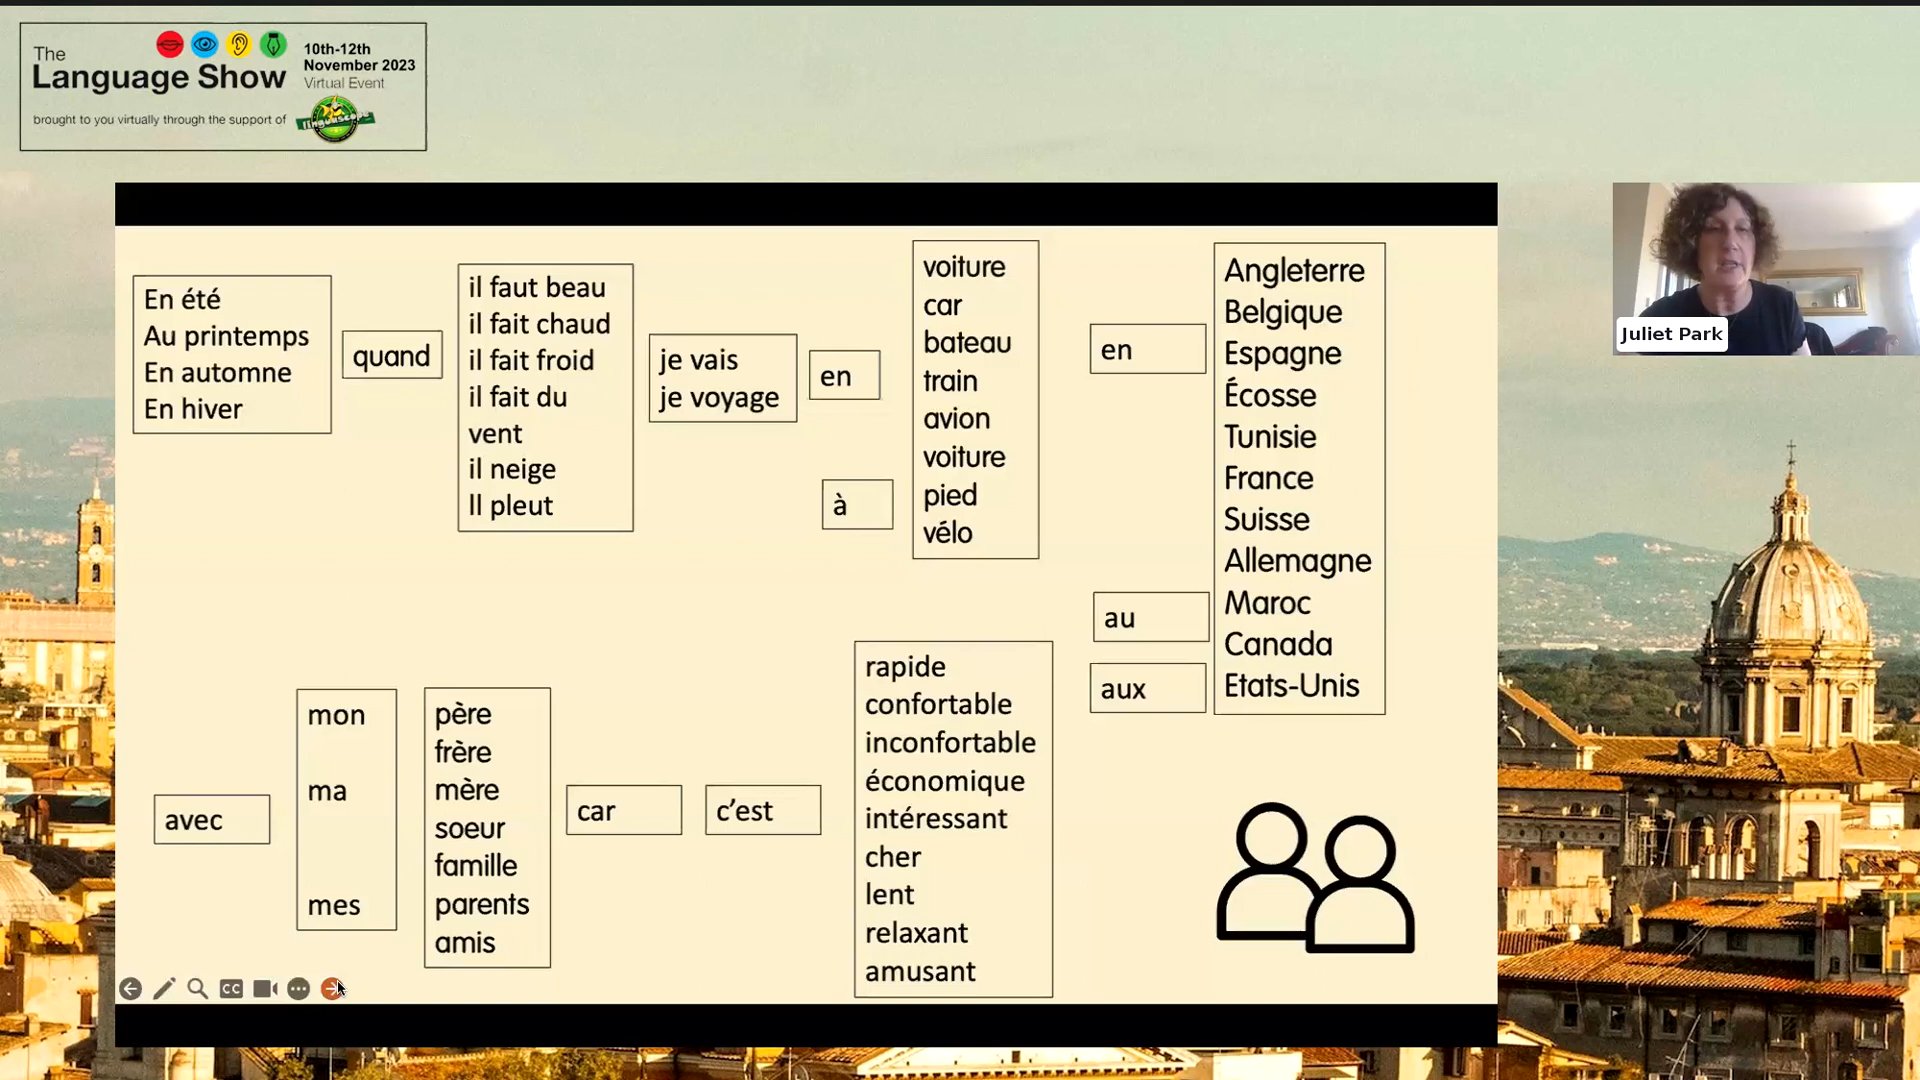 The
Language Show
10th-12th
November 2023
Virtual Event
brought to you virtually through the support of
linguascope
En été
Au printemps
En automne
En hiver
quand
il faut beau
il fait chaud
il fait froid
il fait du
vent
il neige
Il pleut
je vais
je voyage
en
à
voiture
car
bateau
train
avion
voiture
pied
vélo
en
au
aux
Angleterre
Belgique
Espagne
Écosse
Tunisie
France
Suisse
Allemagne
Maroc
Canada
Etats-Unis
avec
mon
ma
mes
père
frère
mère
soeur
famille
parents
amis
car
c’est
rapide
confortable
inconfortable
économique
intéressant
cher
lent
relaxant
amusant
CC
Juliet Park